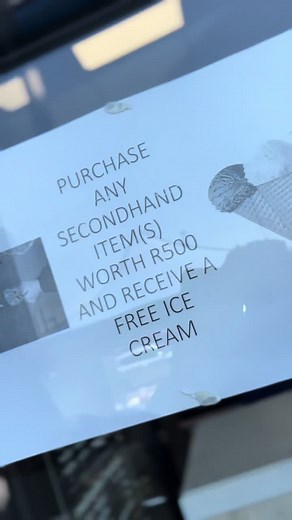 PURCHASE
ANY
SECONDHAND
ITEM(S)
WORTH R500
AND RECEIVE A
FREE ICE
CREAM